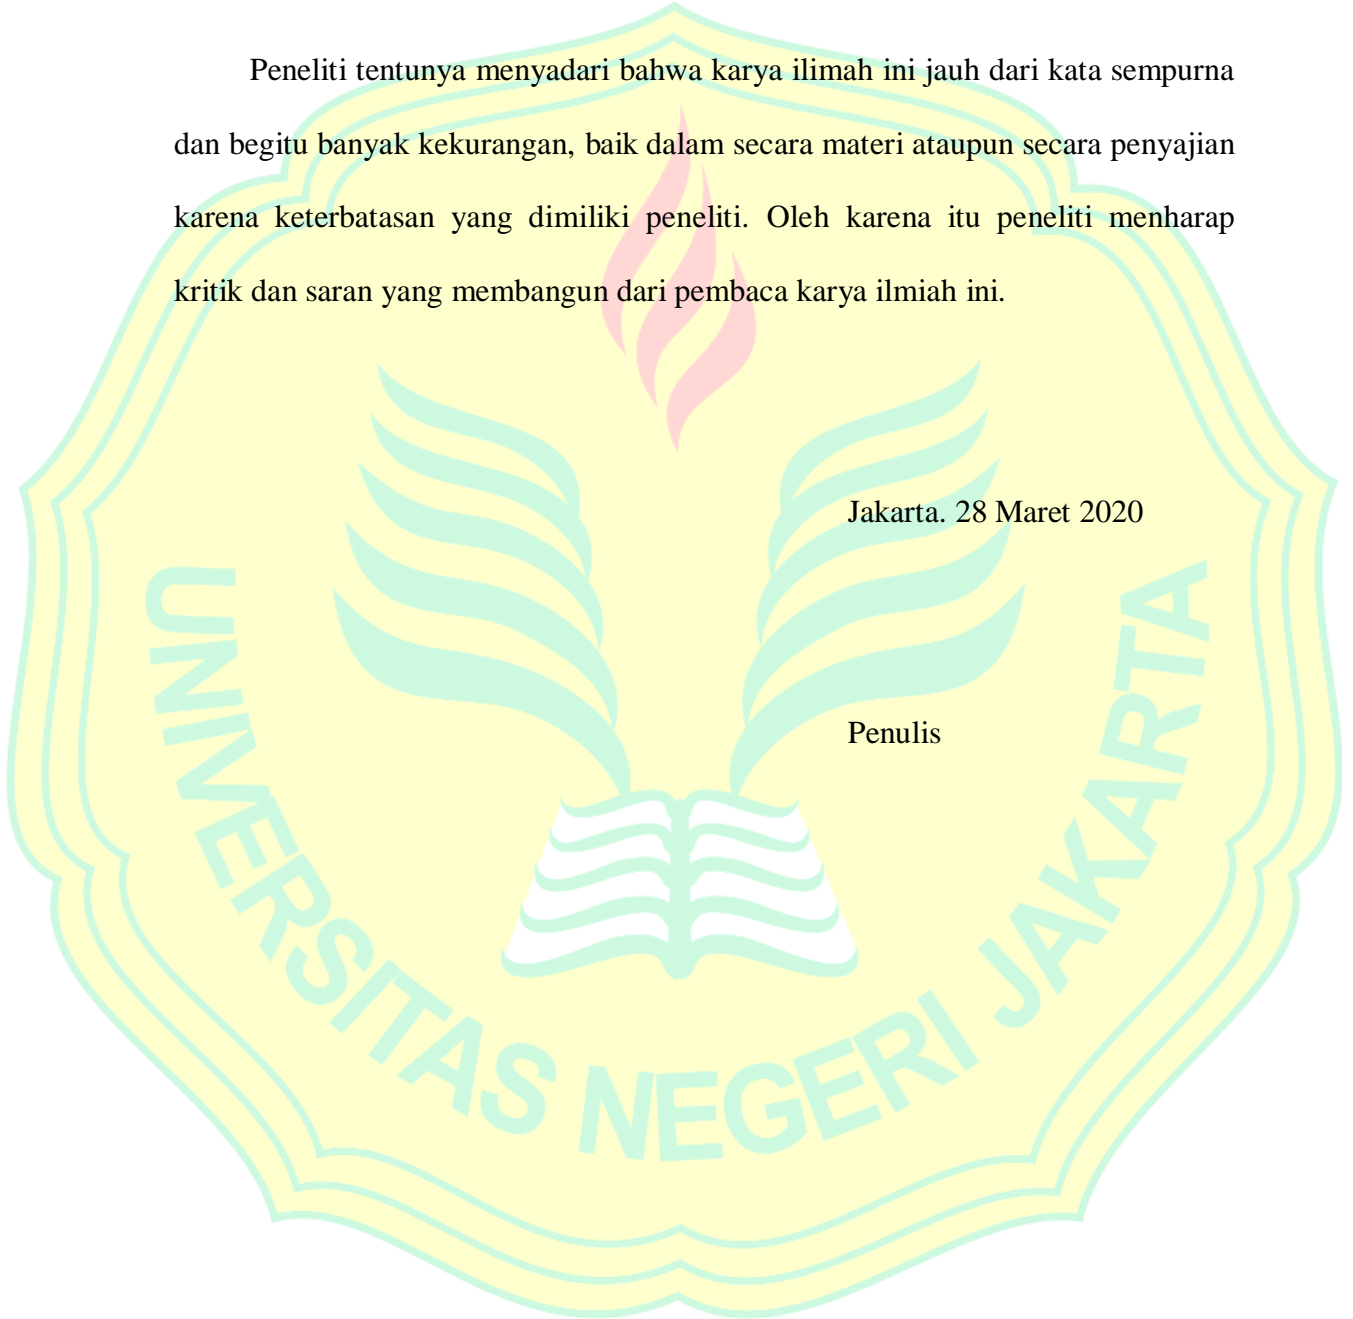 Peneliti tentunya menyadari bahwa karya ilimah ini jauh dari kata sempurna
dan begitu banyak kekurangan, baik dalam secara materi ataupun secara penyajian
karena keterbatasan yang dimiliki peneliti. Oleh karena itu peneliti menharap
kritik dan saran yang membangun dari pembaca karya ilmiah ini.
Jakarta. 28 Maret 2020
Penulis
UNIVERSITAS NEGERI JAKARTA